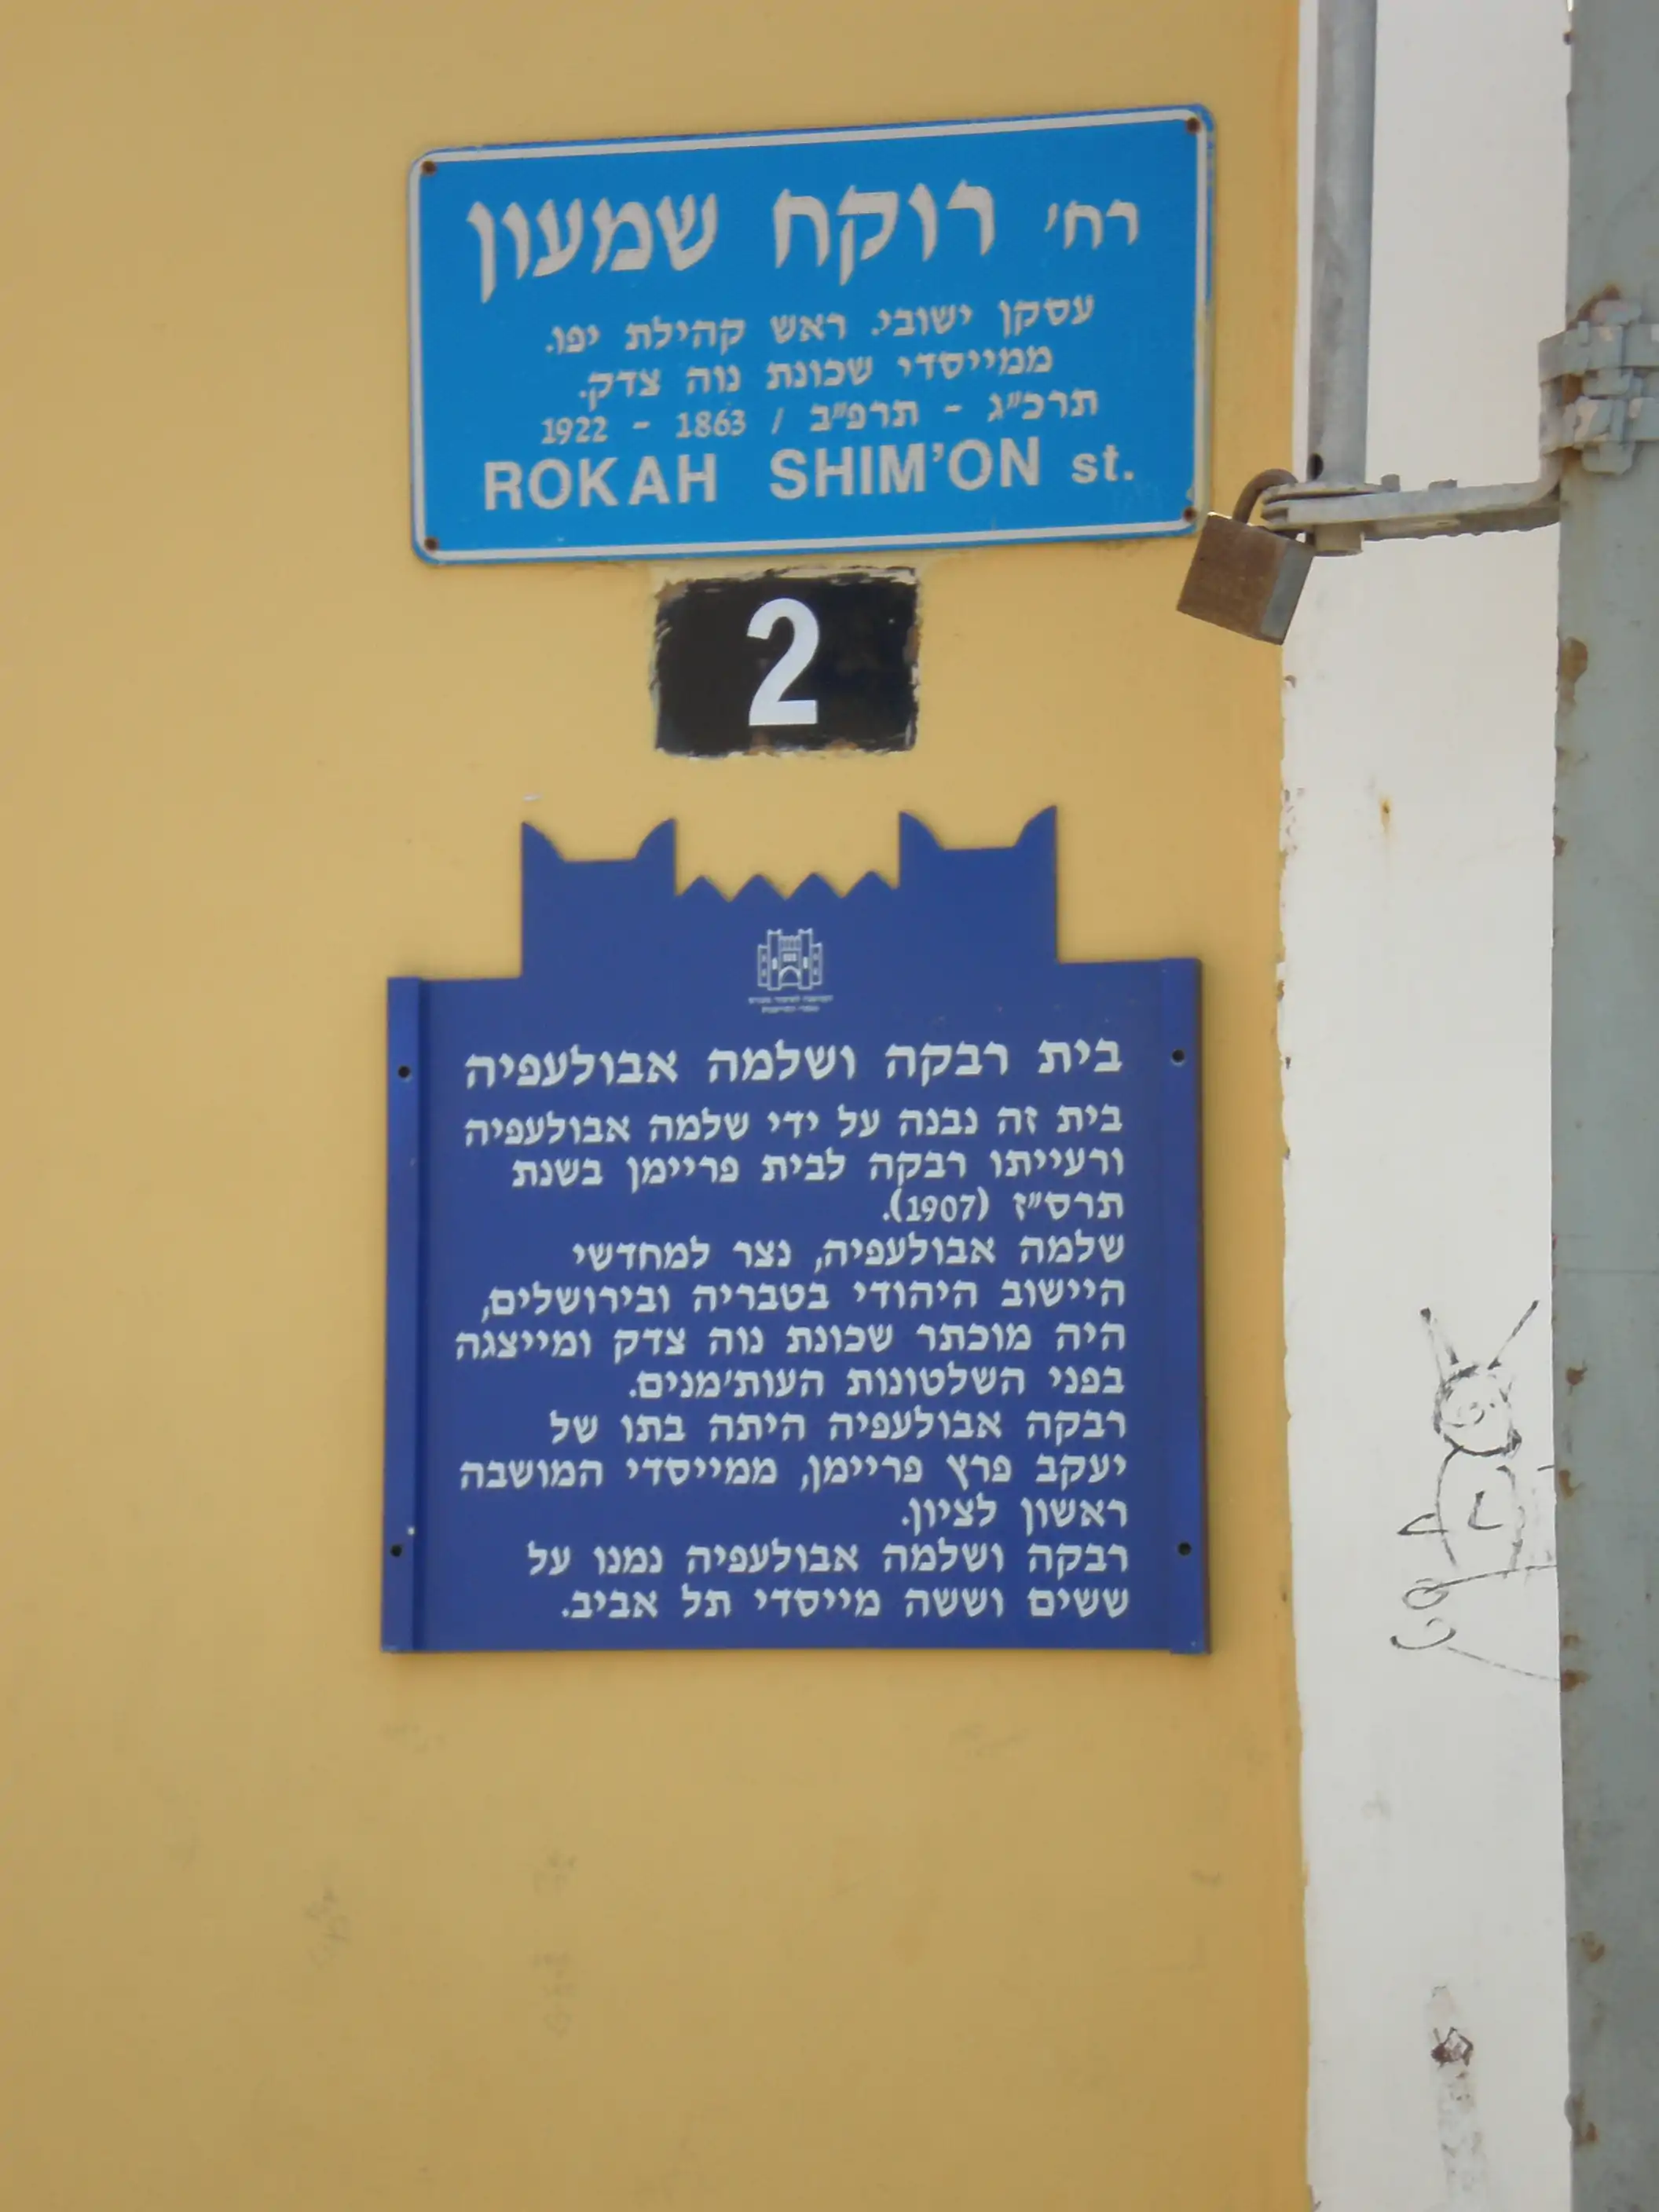 רח' רוקח שמעון
עסקן ישובי. ראש קהילת יפו.
ממייסדי שכונת נוה צדק.
תרכ"ג - תרפ"ב / 1863 - 1922
ROKAH SHIM'ON st.
2
בית רבקה ושלמה אבולעפיה
בית זה נבנה על ידי שלמה אבולעפיה
ורעייתו רבקה לבית פריימן בשנת
תרס"ז (1907).
שלמה אבולעפיה, נצר למחדשי
היישוב היהודי בטבריה ובירושלים,
היה מוכתר שכונת נוה צדק ומייצגה
בפני השלטונות העות'מנים.
רבקה אבולעפיה היתה בתו של
יעקב פרץ פריימן, ממייסדי המושבה
ראשון לציון.
רבקה ושלמה אבולעפיה נמנו על
ששים וששה מייסדי תל אביב.